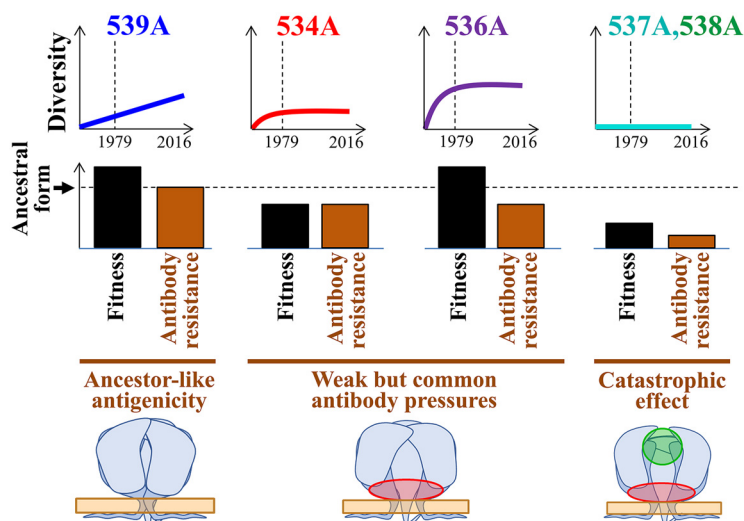 539A
534A
536A
537A,538A
Diversity
1979
2016
1979
2016
1979
2016
1979
2016
Ancestral
form
Fitness
Antibody
resistance
Fitness
Antibody
resistance
Fitness
Antibody
resistance
Fitness
Antibody
resistance
Ancestor-like
antigenicity
Weak but common
antibody pressures
Catastrophic
effect